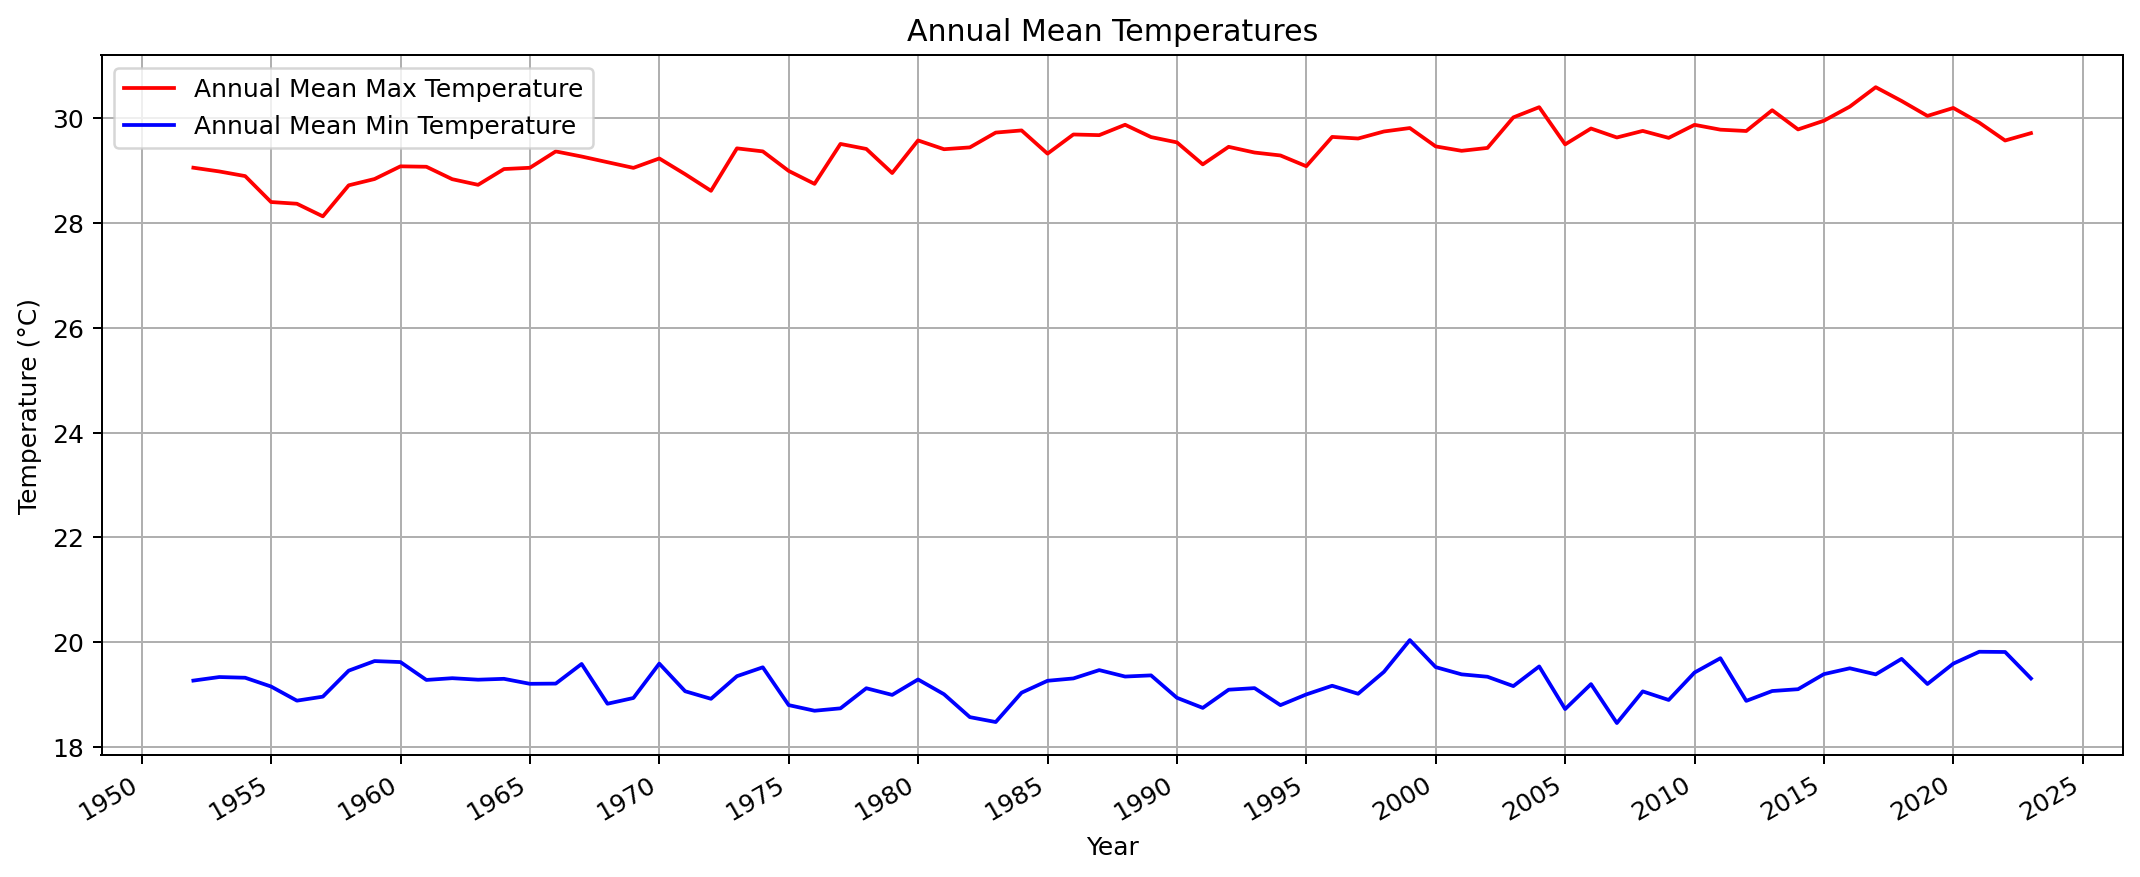 Annual Mean Temperatures
Annual Mean Max Temperature
Annual Mean Min Temperature
Temperature (°C)
30
28
26
24
22
20
18
1950 1955 1960 1965 1970 1975 1980 1985 1990 1995 2000 2005 2010 2015 2020 2025
Year